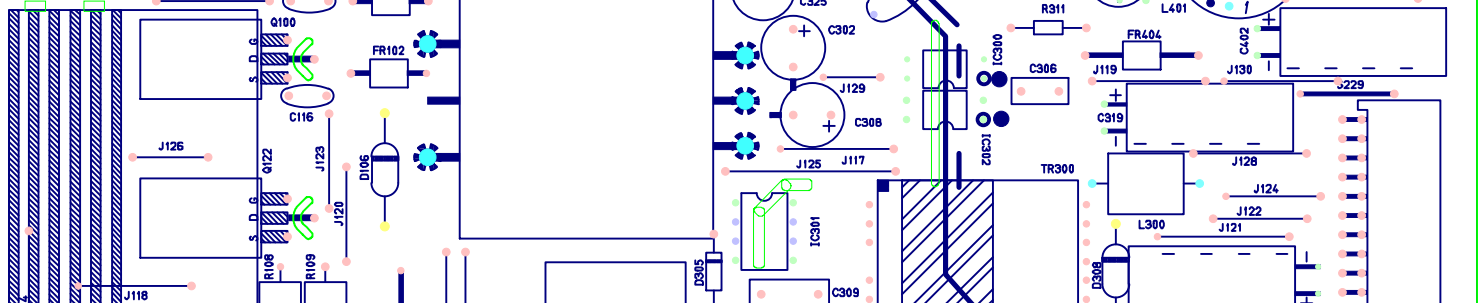 Q100
C325
R311
L401
1
G
D
S
FR102
C302
IC300
C402
FR404
C306
J119
J130
J229
J129
C116
C308
C319
J126
Q122
J123
D106
J117
J125
IC302
J128
TR300
J120
G
D
S
J124
J122
J121
IC301
L300
R108
R109
D305
D308
C309
J118